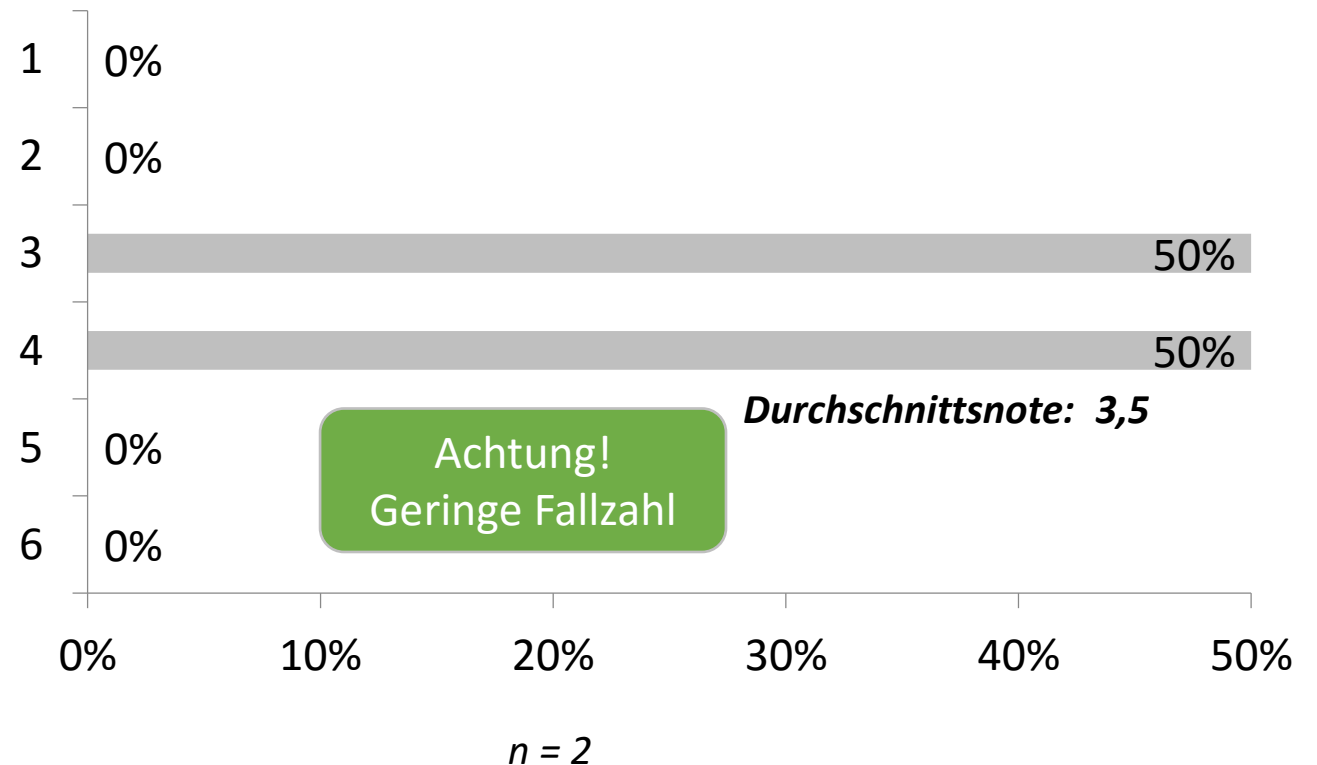 1 0%
2 0%
3 50%
4 50%
Durchschnittsnote: 3,5
5 0%
Achtung!
Geringe Fallzahl
6 0%
0% 10% 20% 30% 40% 50%
n = 2